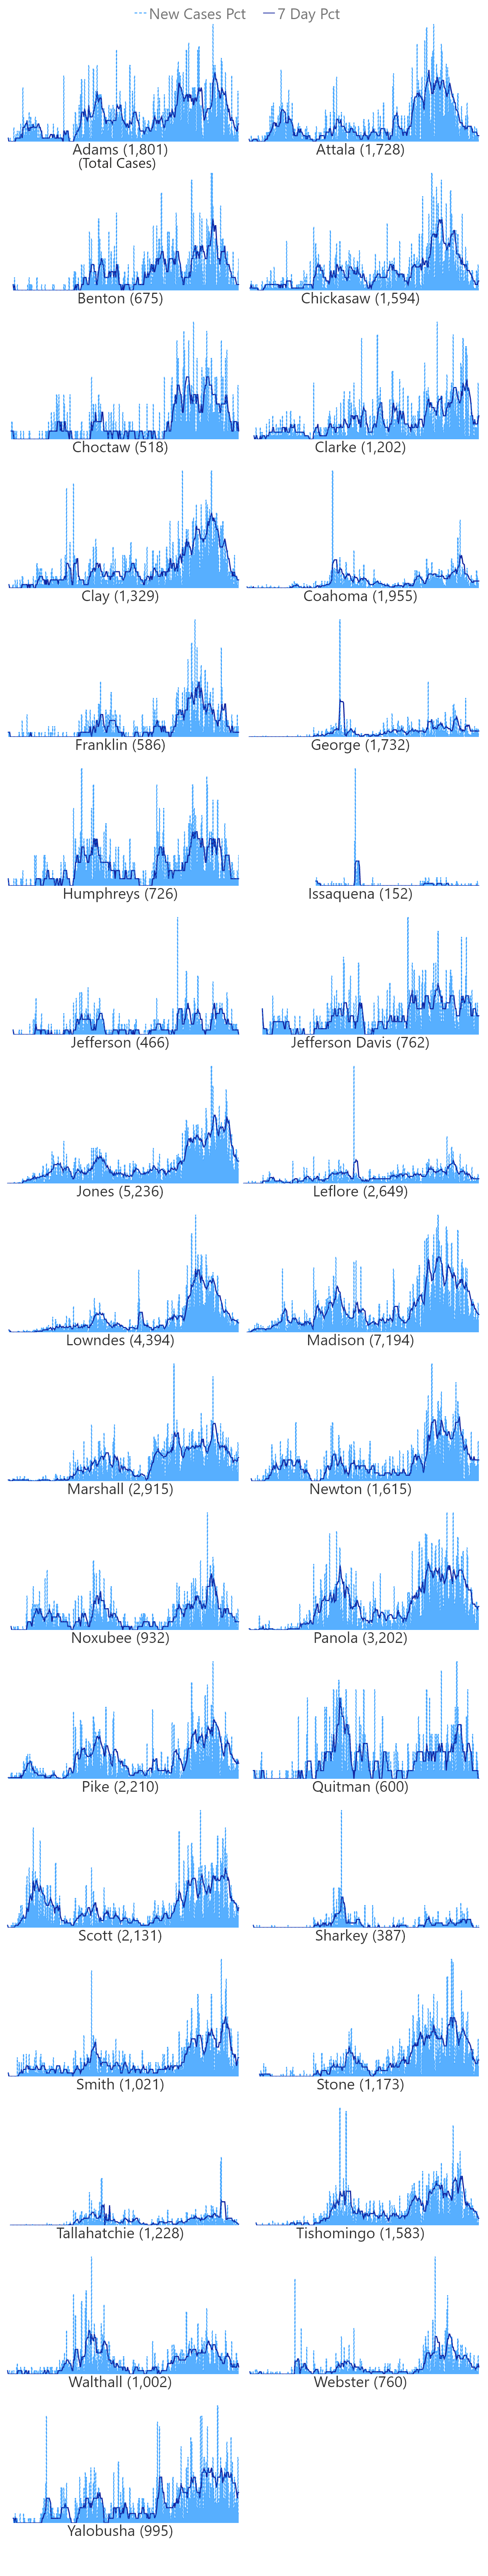 New Cases Pct 7 Day Pct
Adams (1,801) Attala (1,728)
(Total Cases)
Benton (675) Chickasaw (1,594)
Choctaw (518) Clarke (1,202)
Clay (1,329) Coahoma (1,955)
Franklin (586) George (1,732)
Humphreys (726) Issaquena (152)
Jefferson (466) Jefferson Davis (762)
Jones (5,236) Leflore (2,649)
Lowndes (4,394) Madison (7,194)
Marshall (2,915) Newton (1,615)
Noxubee (932) Panola (3,202)
Pike (2,210) Quitman (600)
Scott (2,131) Sharkey (387)
Smith (1,021) Stone (1,173)
Tallahatchie (1,228) Tishomingo (1,583)
Walthall (1,002) Webster (760)
Yalobusha (995)